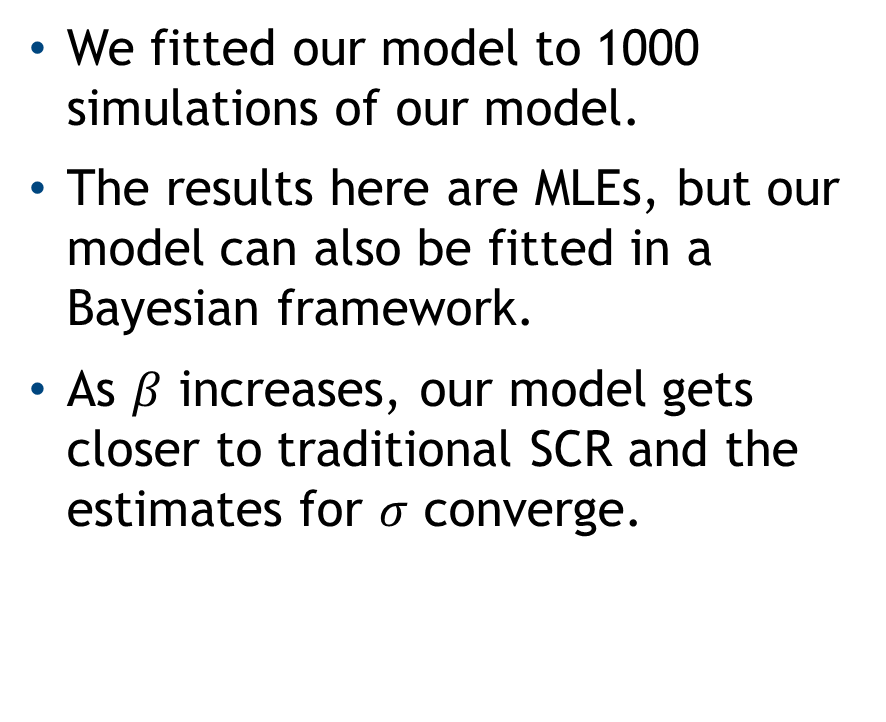 • We fitted our model to 1000
simulations of our model.
• The results here are MLEs, but our
model can also be fitted in a
Bayesian framework.
• As 𝛽 increases, our model gets
closer to traditional SCR and the
estimates for 𝜎 converge.